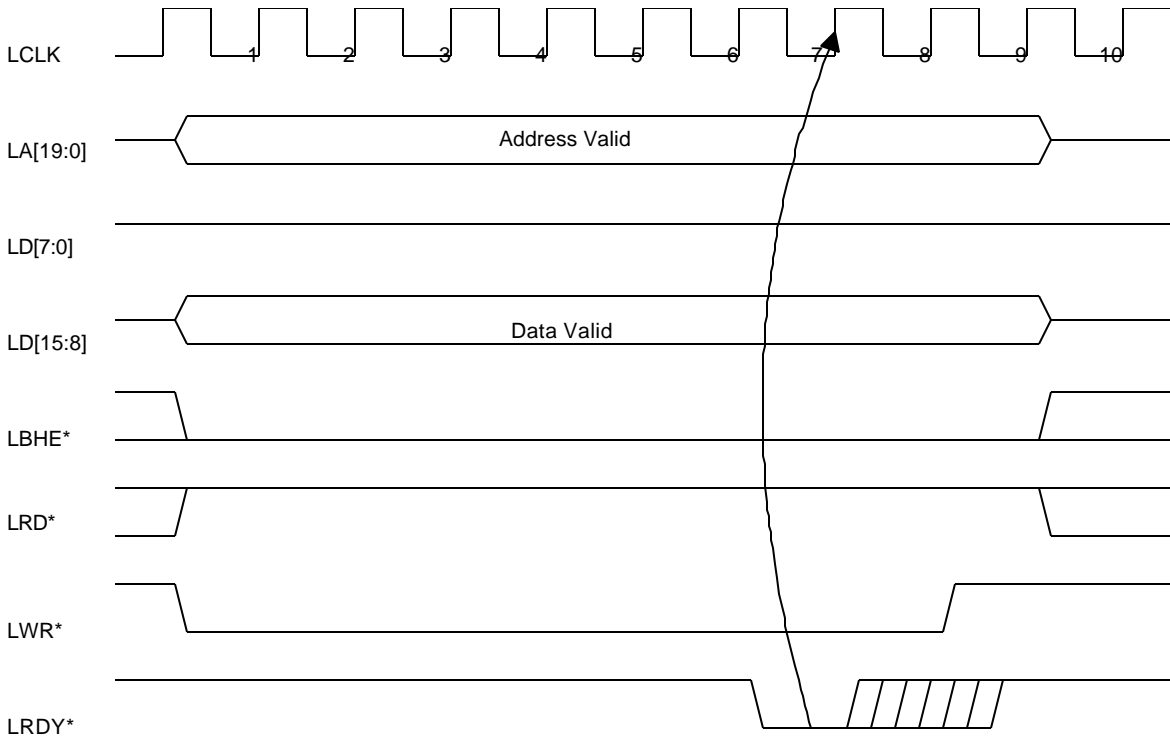 LCLK 1 2 3 4 5 6 7 8 9 10
LA[19:0] Address Valid
LD[7:0]
LD[15:8] Data Valid
LBHE*
LRD*
LWR*
LRDY*